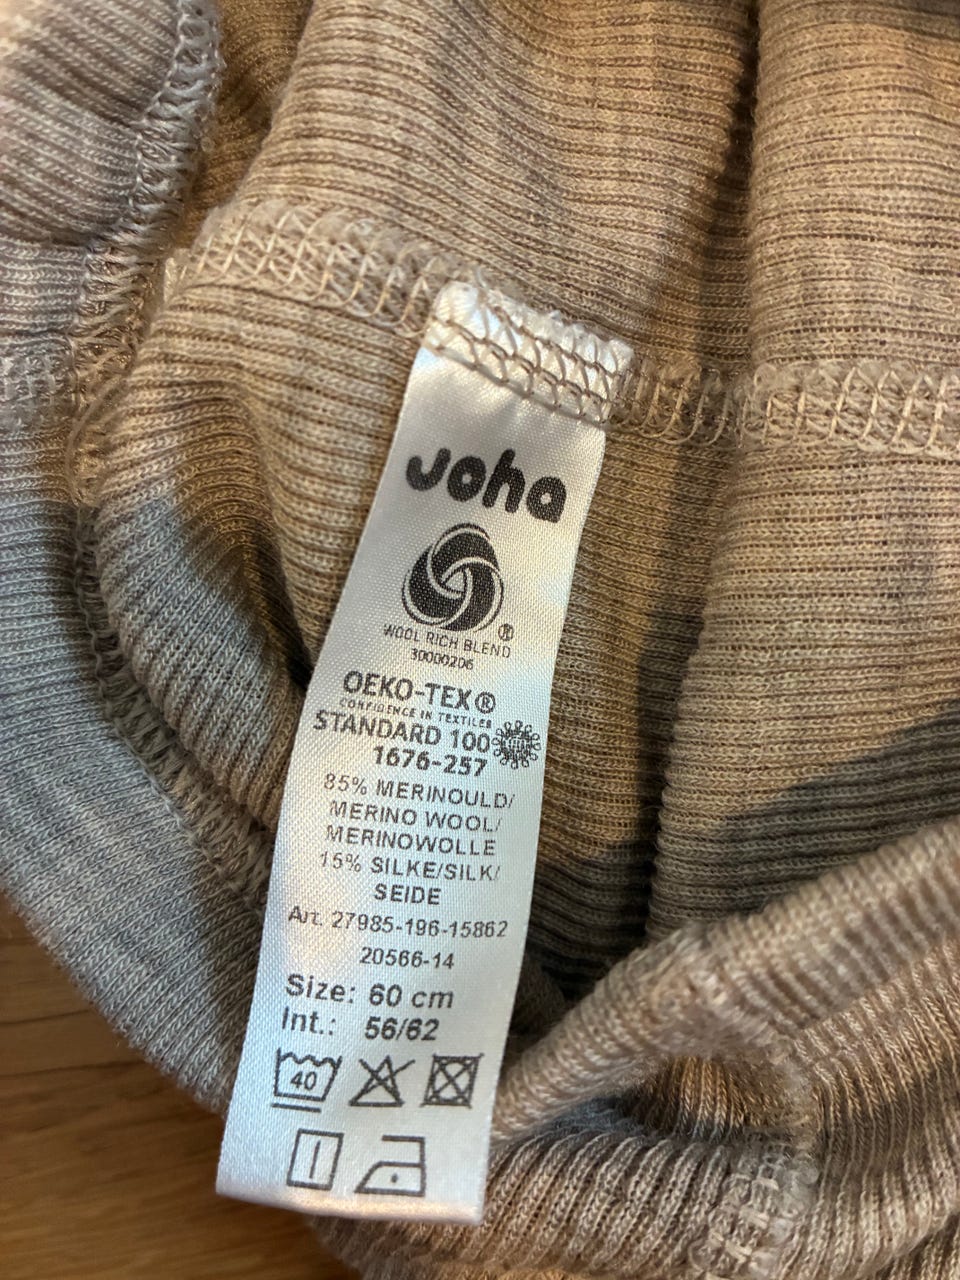 Joha
WOOL RICH BLEND ®
30000206
OEKO-TEX®
CONFIDENCE IN TEXTILES
STANDARD 100
1676-257
85% MERINOULD/
MERINO WOOL/
MERINOWOLLE
15% SILKE/SILK/
SEIDE
Art. 27985-196-15862
20566-14
Size: 60 cm
Int.: 56/62
40